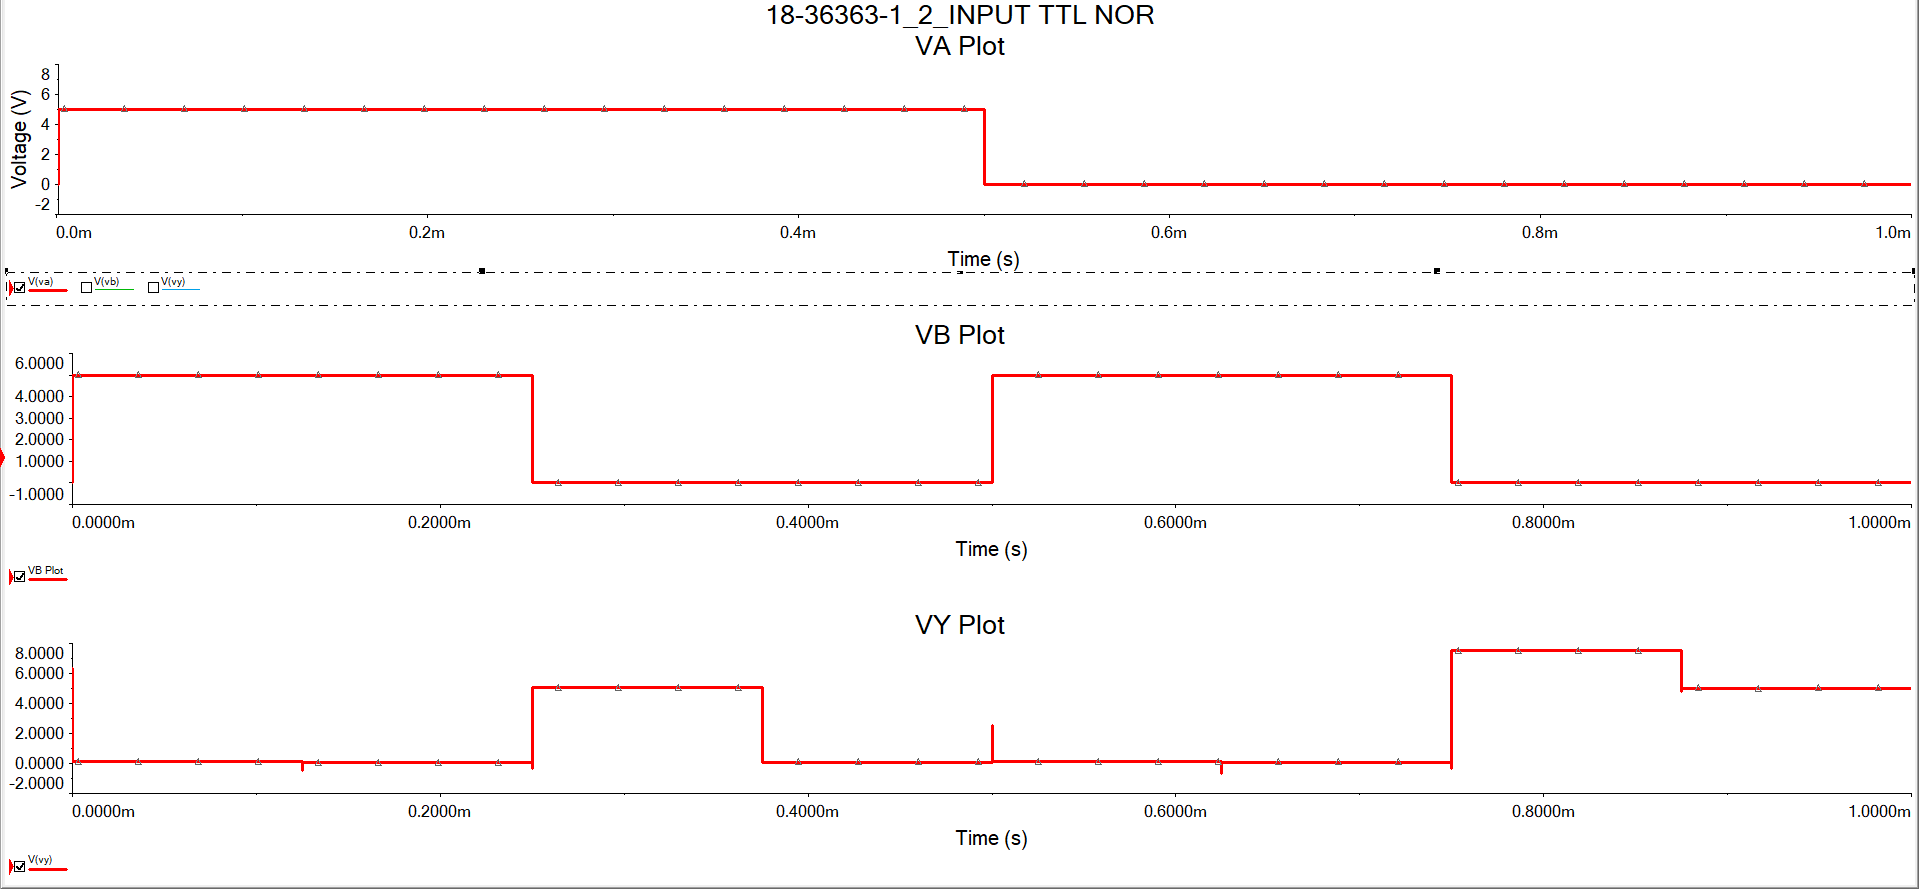 18-36363-1_2_INPUT TTL NOR
VA Plot
Voltage (V)
8
6
4
2
0
-2
0.0m 0.2m 0.4m 0.6m 0.8m 1.0m
Time (s)
V(va) V(vb) V(vy)
VB Plot
6.0000
4.0000
3.0000
2.0000
1.0000
-1.0000
0.0000m 0.2000m 0.4000m 0.6000m 0.8000m 1.0000m
Time (s)
VB Plot
VY Plot
8.0000
6.0000
4.0000
2.0000
0.0000
-2.0000
0.0000m 0.2000m 0.4000m 0.6000m 0.8000m 1.0000m
Time (s)
V(vy)